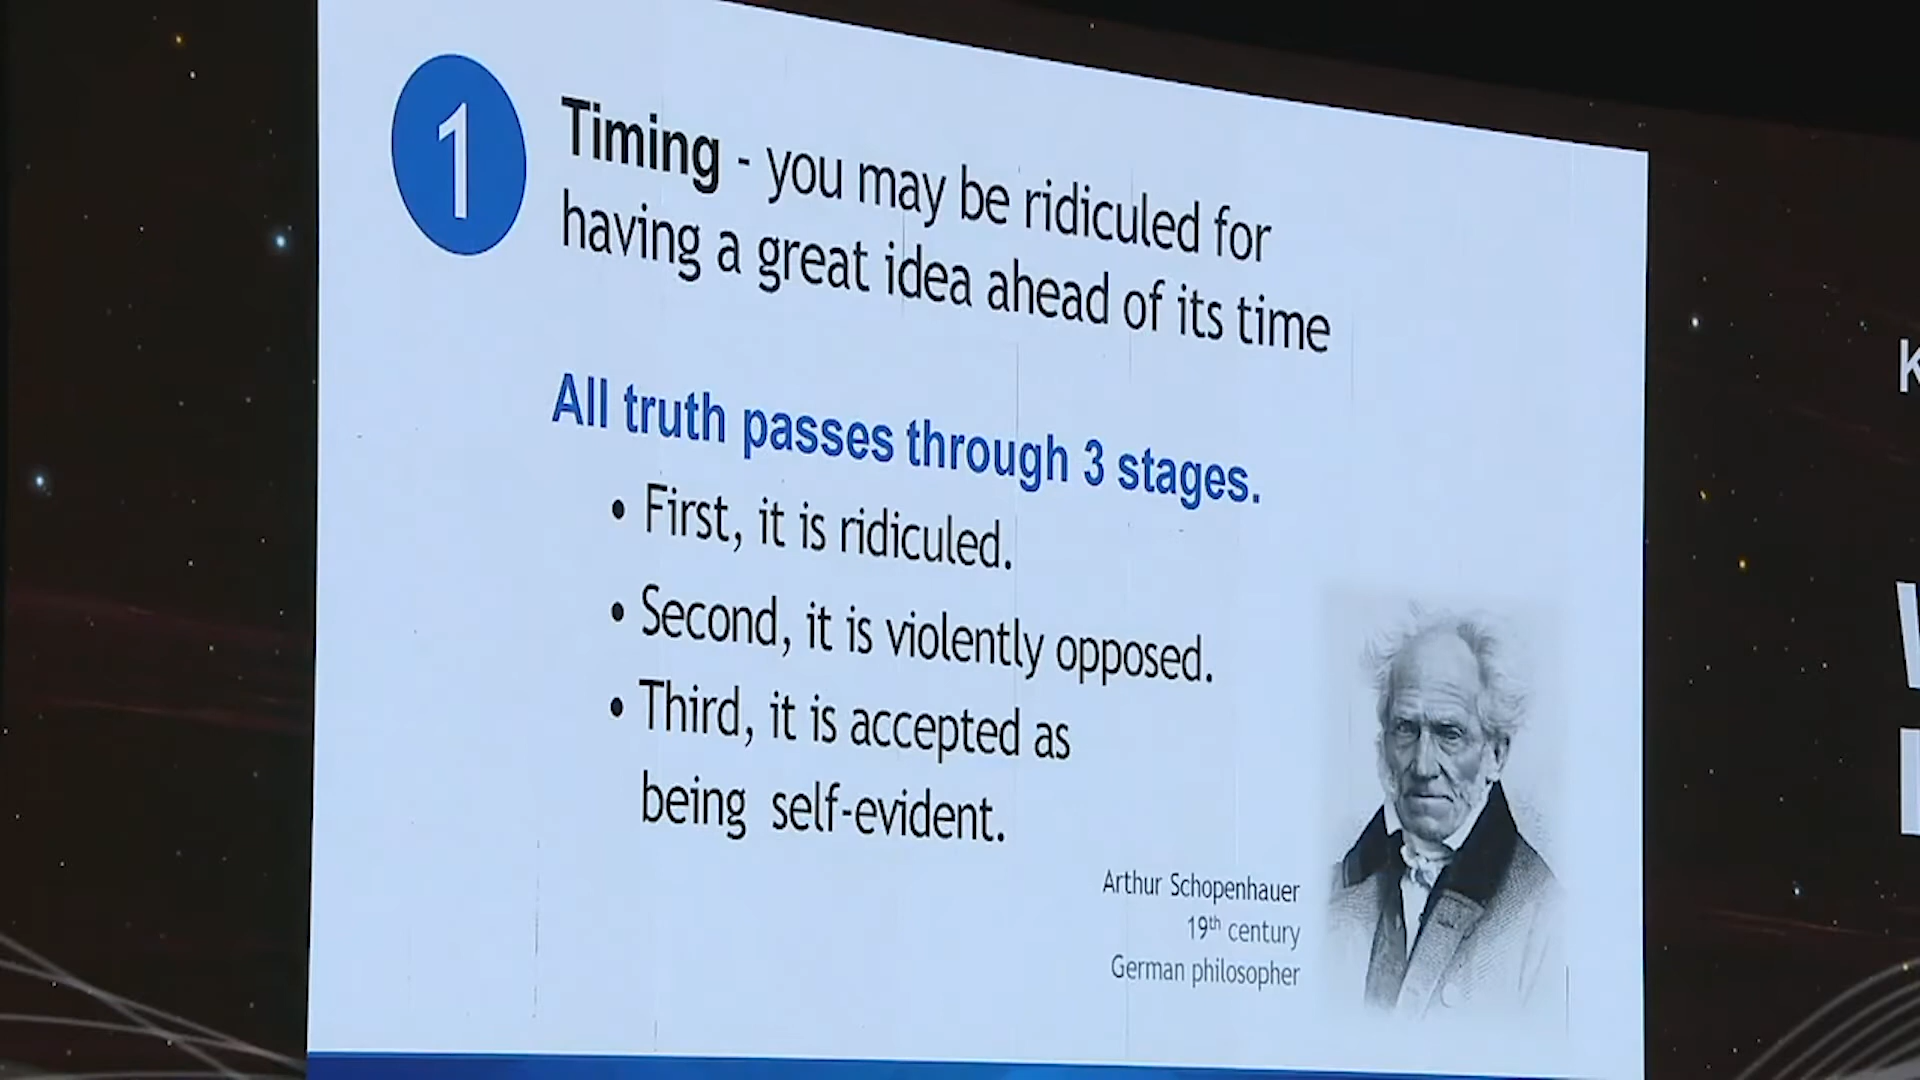 1
Timing - you may be ridiculed for
having a great idea ahead of its time
All truth passes through 3 stages.
• First, it is ridiculed.
• Second, it is violently opposed.
• Third, it is accepted as
being self-evident.
Arthur Schopenhauer
19th century
German philosopher
K